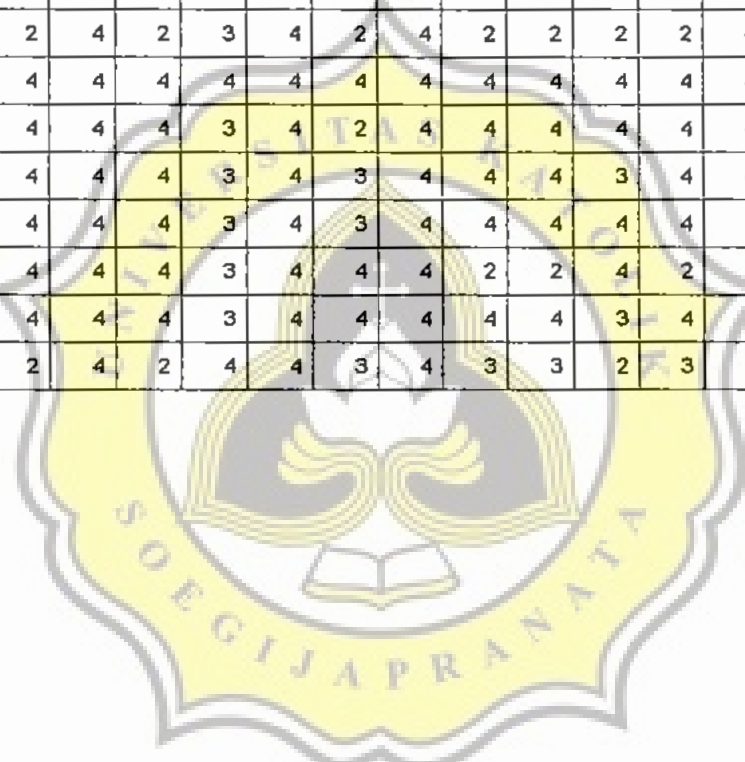 2 4 2 3 4 2 4 2 2 2 2
4 4 4 4 4 4 4 4 4 4 4
4 4 4 3 4 2 4 4 4 4 4
4 4 4 3 4 3 4 4 4 3 4
4 4 4 3 4 3 4 4 4 4 4
4 4 4 3 4 4 4 2 2 4 2
4 4 4 3 4 4 4 4 4 3 4
2 4 2 4 4 3 4 3 3 2 3
UNIVERSITAS KATOLIK
SOEGIJAPRANATA